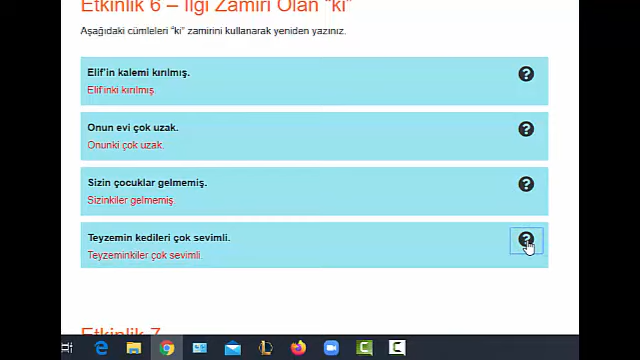 Etkinlik 6 – İlgi Zamiri Olan “ki”
Aşağıdaki cümleleri “ki” zamirini kullanarak yeniden yazınız.
Elif'in kalemi kırılmış.
Elif'inki kırılmış.
Onun evi çok uzak.
Onunki çok uzak.
Sizin çocuklar gelmemiş.
Sizinkiler gelmemiş.
Teyzemin kedileri çok sevimli.
Teyzeminkiler çok sevimli.
Etkinlik 7